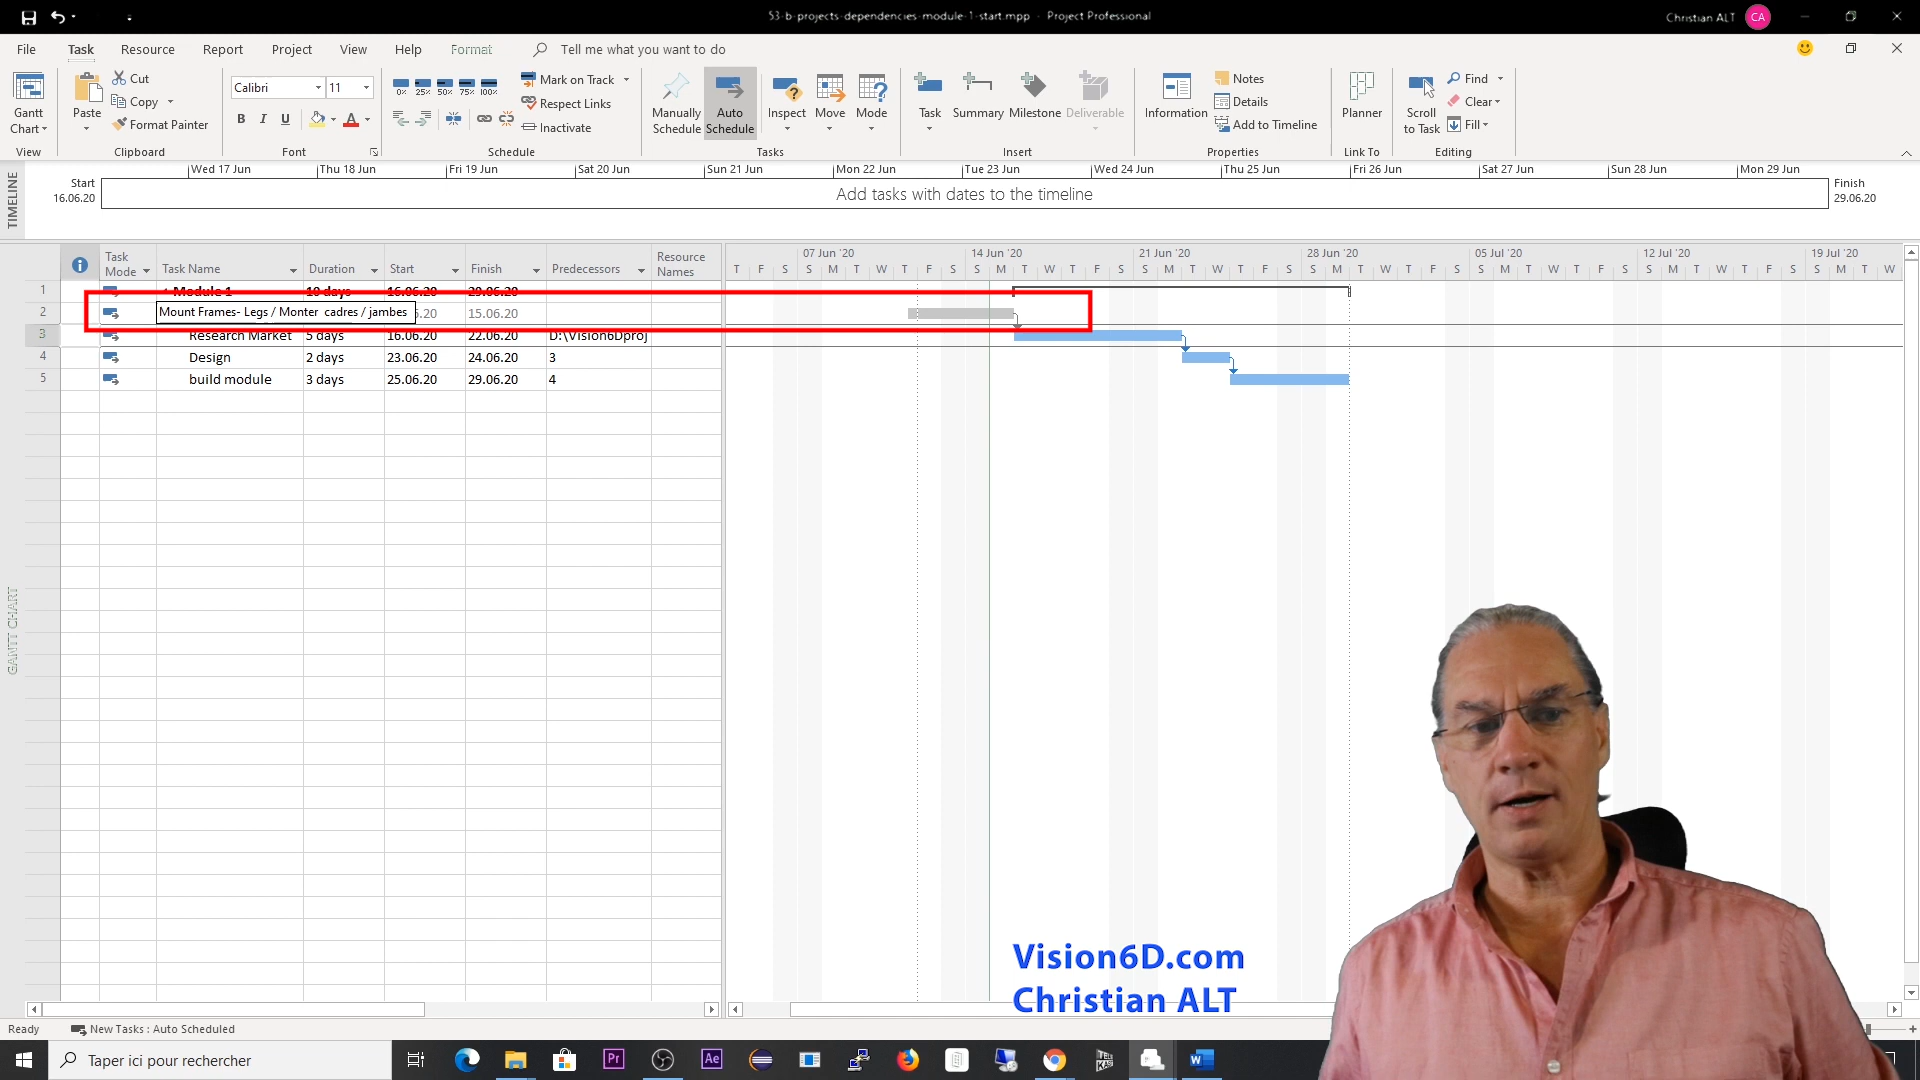 53-b-projects-dependencies-module-1-start.mpp - Project Professional
Christian ALT CA
File Task Resource Report Project View Help Format Tell me what you want to do
Gantt Chart
View
Paste
Cut
Copy
Format Painter
Clipboard
Calibri 11
B I U A
Font
0% 25% 50% 75% 100%
Mark on Track
Respect Links
Inactivate
Schedule
Manually Schedule
Auto Schedule
Inspect Move Mode
Tasks
Task Summary Milestone Deliverable
Insert
Information
Notes
Details
Add to Timeline
Properties
Planner
Link To
Scroll to Task
Find
Clear
Fill
Editing
TIMELINE
Wed 17 Jun Thu 18 Jun Fri 19 Jun Sat 20 Jun Sun 21 Jun Mon 22 Jun Tue 23 Jun Wed 24 Jun Thu 25 Jun Fri 26 Jun Sat 27 Jun Sun 28 Jun Mon 29 Jun
Start
16.06.20
Add tasks with dates to the timeline
Finish
29.06.20
Task Mode Task Name Duration Start Finish Predecessors Resource Names
07 Jun '20 14 Jun '20 21 Jun '20 28 Jun '20 05 Jul '20 12 Jul '20 19 Jul '20
T F S S M T W T F S S M T W T F S S M T W T F S S M T W T F S S M T W T F S S M T W T F S S M T W
1 Module 1 10 days 16.06.20 29.06.20
2 Mount Frames- Legs / Monter cadres / jambes 6.20 15.06.20
3 Research Market 5 days 16.06.20 22.06.20 D:\Vision6Dproj
4 Design 2 days 23.06.20 24.06.20 3
5 build module 3 days 25.06.20 29.06.20 4
GANTT CHART
Vision6D.com
Christian ALT
Ready New Tasks : Auto Scheduled
Taper ici pour rechercher
Pr Ae W